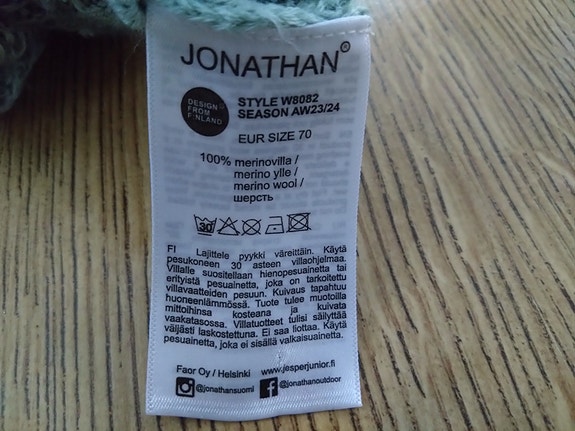 JONATHAN®
DESIGN
FROM
FINLAND
STYLE W8082
SEASON AW23/24
EUR SIZE 70
100% merinovilla /
merino ylle /
merino wool /
шерсть
30
FI Lajittele pyykki väreittäin. Käytä
pesukoneen 30 asteen villaohjelmaa.
Villalle suositellaan hienopesuainetta tai
erityistä pesuainetta, joka on tarkoitettu
villavaatteiden pesuun. Kuivaus tapahtuu
huoneenlämmössä. Tuote tulee muotoilla
mittoihinsa kosteana ja kuivata
vaakatasossa. Villatuotteet tulisi säilyttää
väljästi laskostettuna. Ei saa liottaa. Käytä
pesuainetta, joka ei sisällä valkaisuainetta.
Faor Oy / Helsinki www.jesperjunior.fi
@jonathansuomi @jonathanoutdoor